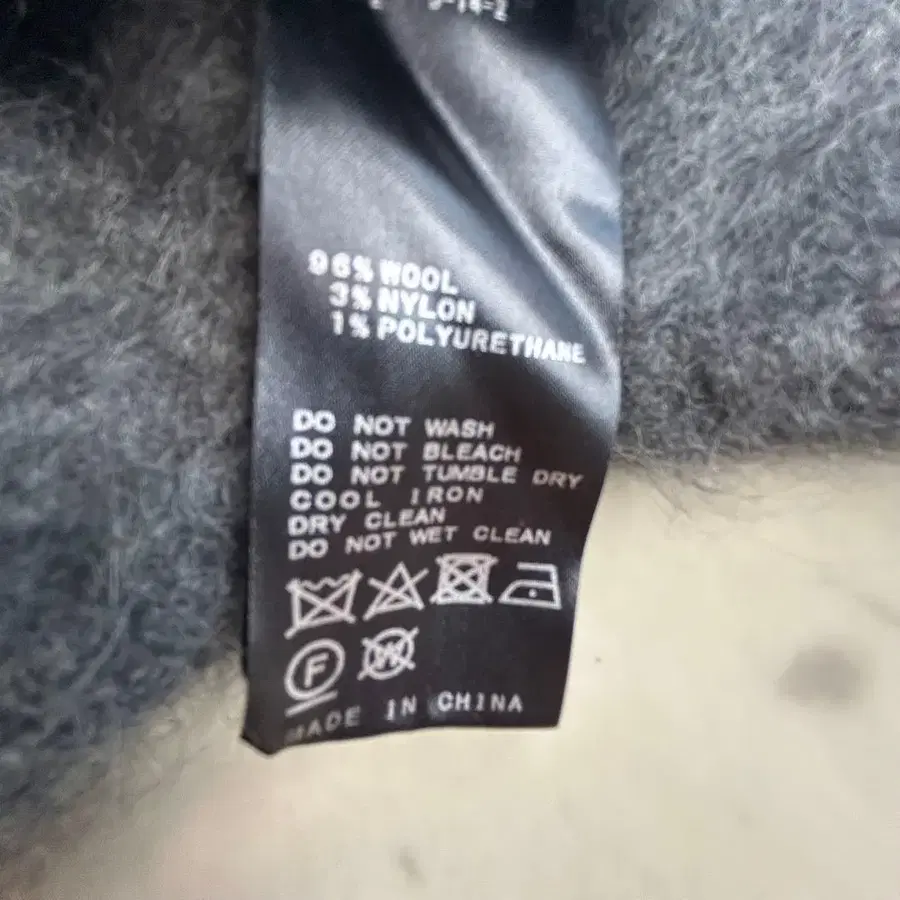 96% WOOL
3% NYLON
1% POLYURETHANE
DO NOT WASH
DO NOT BLEACH
DO NOT TUMBLE DRY
COOL IRON
DRY CLEAN
DO NOT WET CLEAN
F W
MADE IN CHINA